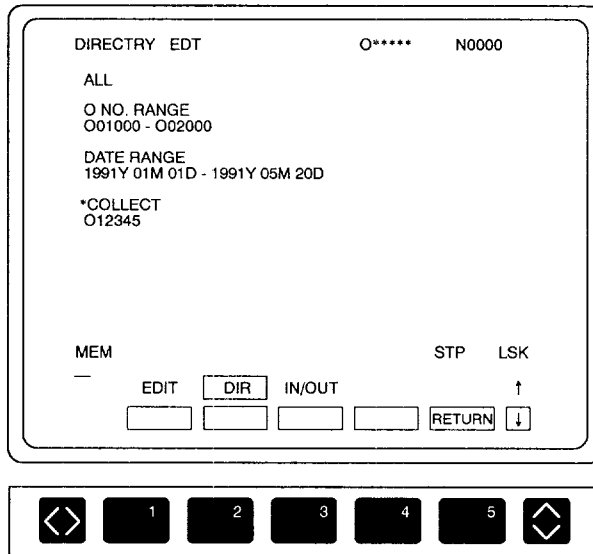 DIRECTRY EDT O***** N0000
ALL
O NO. RANGE
O01000 - O02000
DATE RANGE
1991Y 01M 01D - 1991Y 05M 20D
*COLLECT
O12345
MEM STP LSK
EDIT DIR IN/OUT ↑
RETURN ↓
1 2 3 4 5